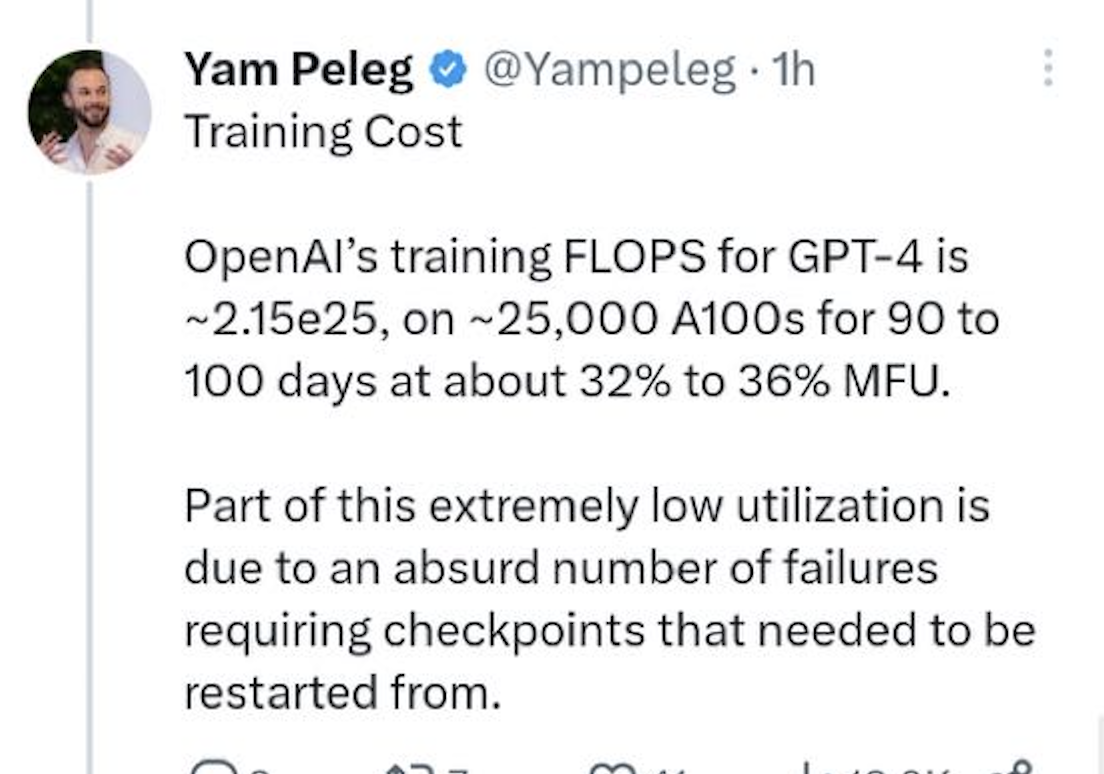 Yam Peleg @Yampeleg · 1h
Training Cost
OpenAI’s training FLOPS for GPT-4 is
~2.15e25, on ~25,000 A100s for 90 to
100 days at about 32% to 36% MFU.
Part of this extremely low utilization is
due to an absurd number of failures
requiring checkpoints that needed to be
restarted from.